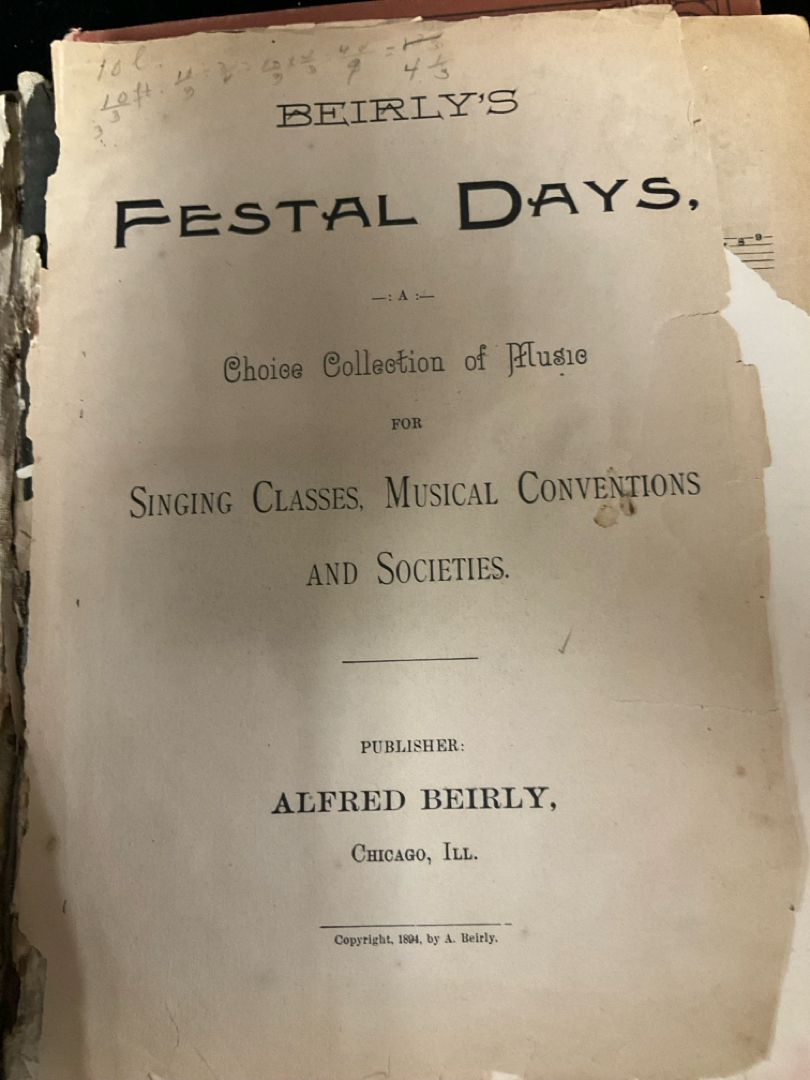 BEIRLY'S
FESTAL DAYS,
—: A :—
Choice Collection of Music
FOR
SINGING CLASSES, MUSICAL CONVENTIONS
AND SOCIETIES.
PUBLISHER:
ALFRED BEIRLY,
CHICAGO, ILL.
Copyright, 1894, by A. Beirly.